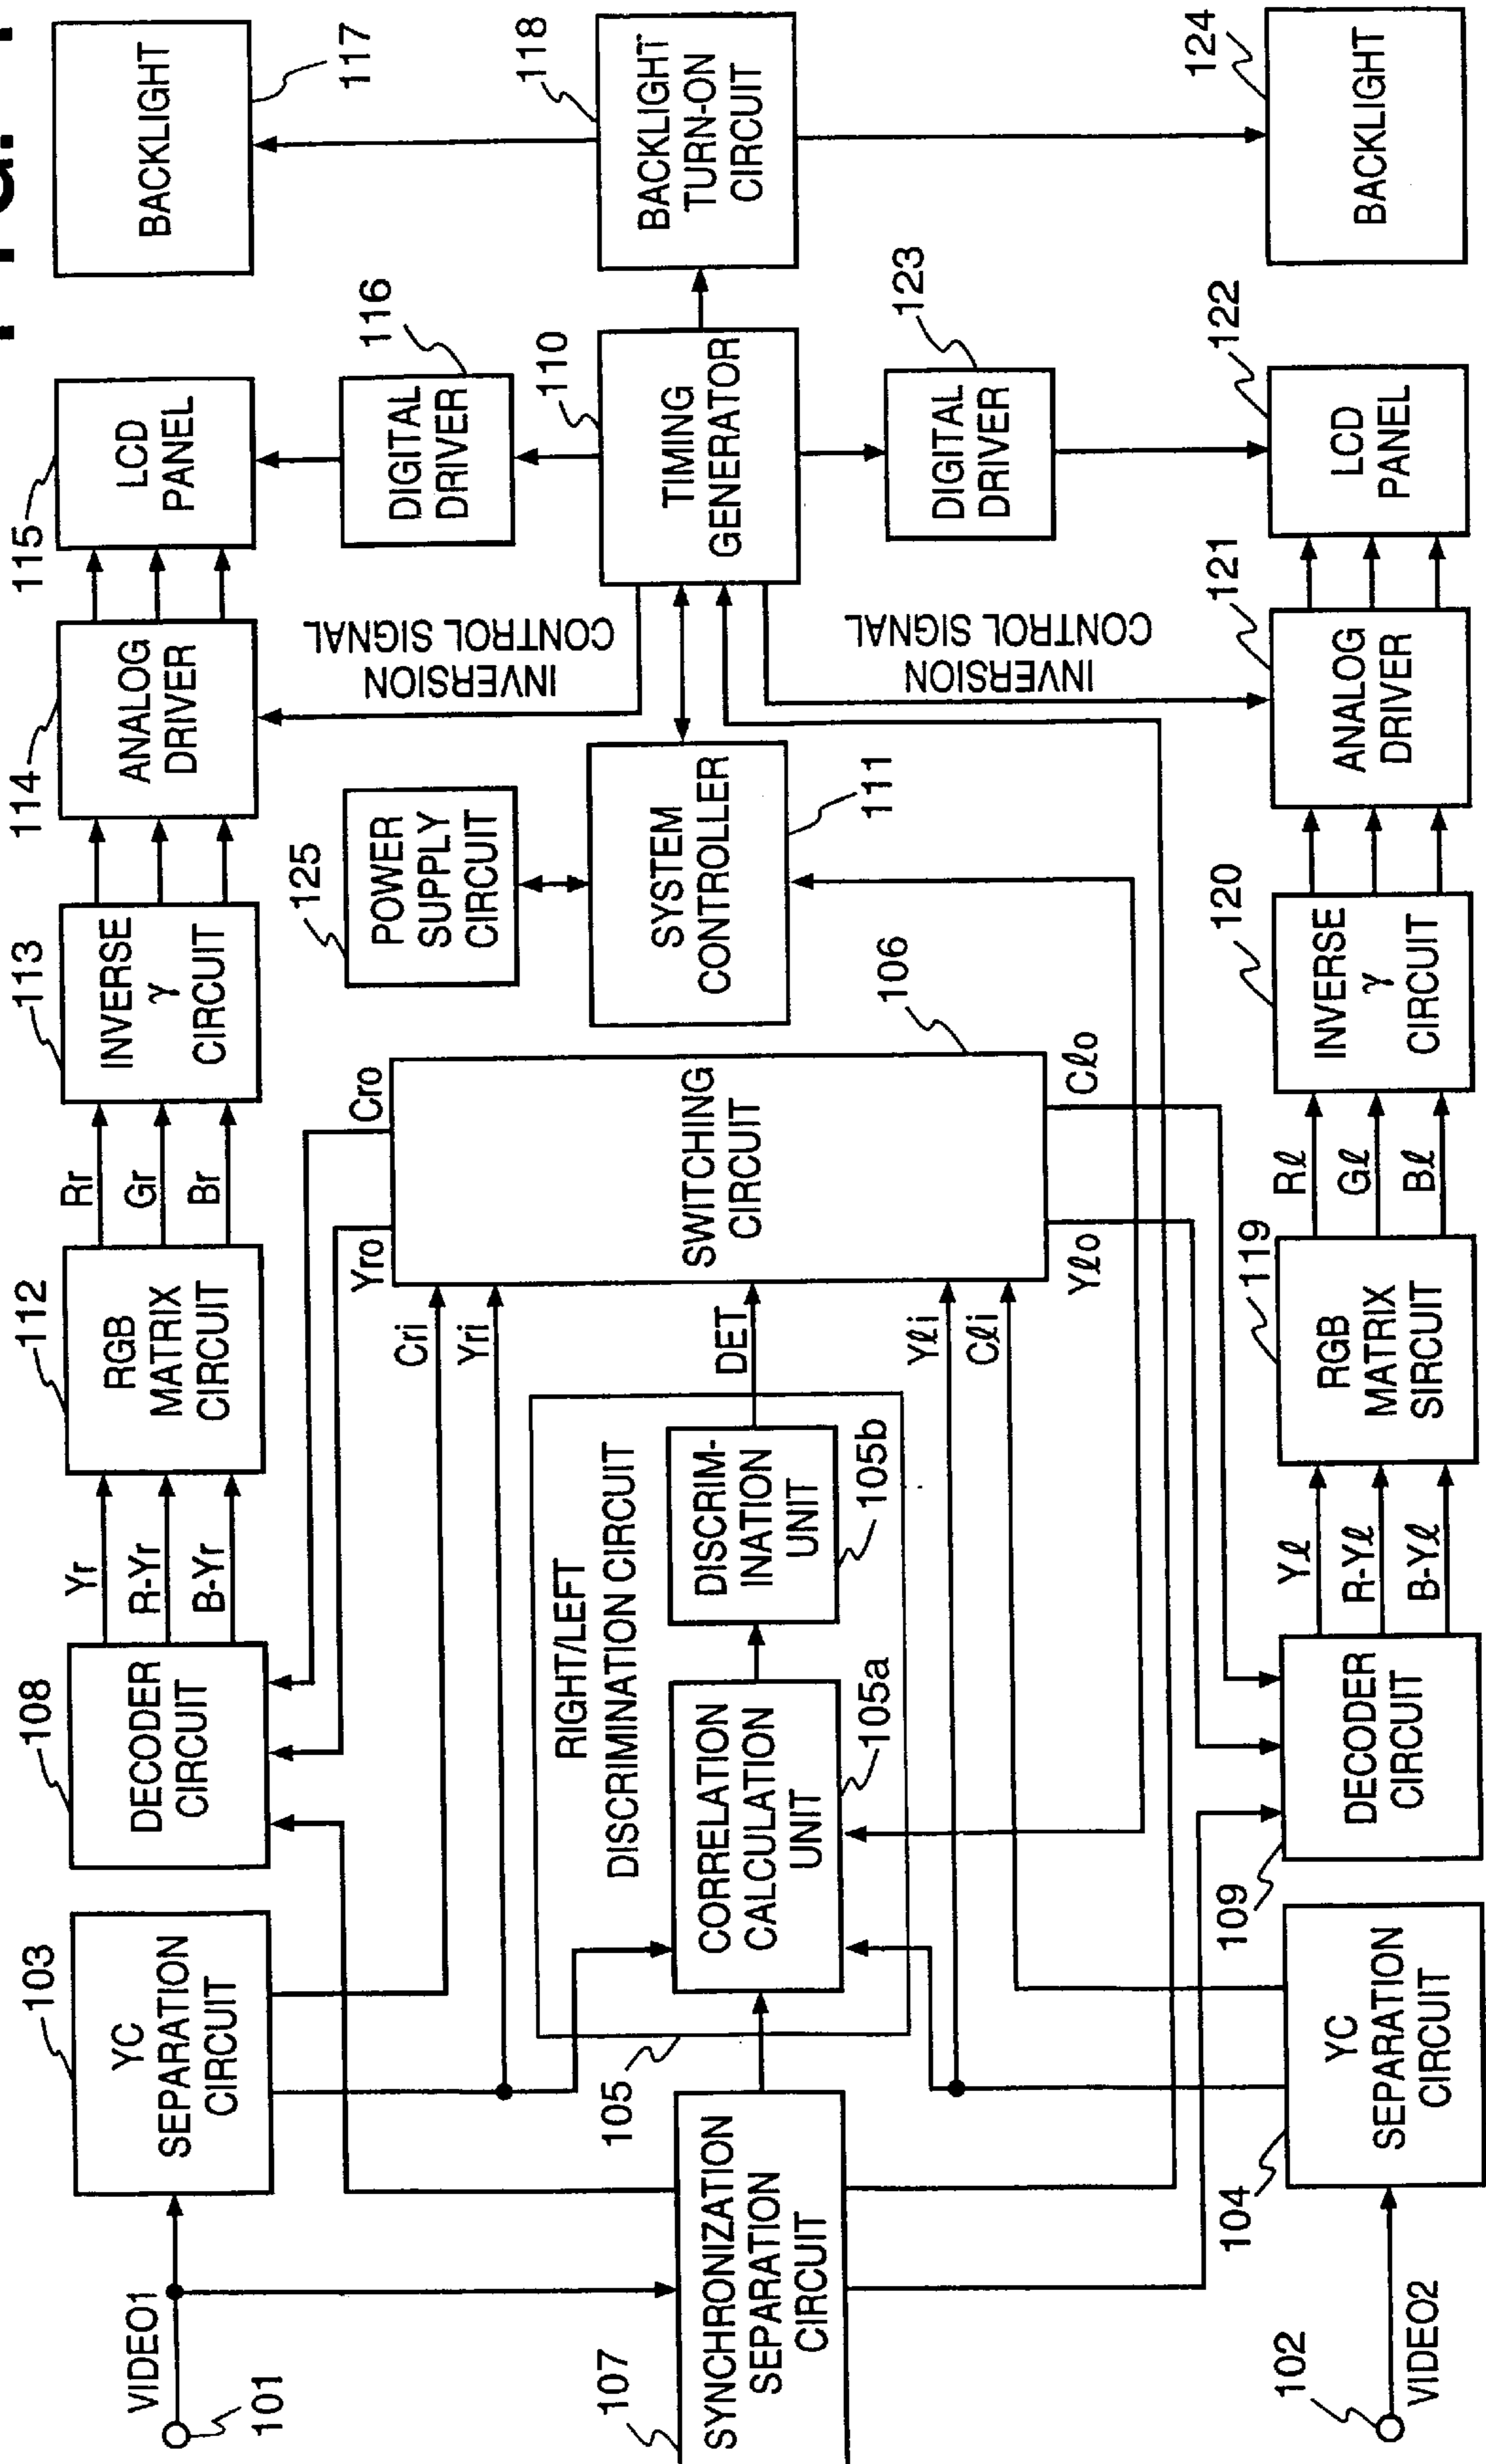 101
VIDEO1
103
YC
SEPARATION
CIRCUIT
108
DECODER
CIRCUIT
Yr
R-Yr
B-Yr
112
RGB
MATRIX
CIRCUIT
Rr
Gr
Br
113
INVERSE
γ
CIRCUIT
114
ANALOG
DRIVER
115
LCD
PANEL
BACKLIGHT
117
Yro
Cro
Cri
Yri
125
POWER
SUPPLY
CIRCUIT
INVERSION
CONTROL SIGNAL
DIGITAL
DRIVER
116
107
SYNCHRONIZATION
SEPARATION
CIRCUIT
105
RIGHT/LEFT
DISCRIMINATION CIRCUIT
CORRELATION
CALCULATION
UNIT
105a
DISCRIM-
INATION
UNIT
105b
DET
SWITCHING
CIRCUIT
106
SYSTEM
CONTROLLER
111
TIMING
GENERATOR
110
BACKLIGHT
TURN-ON
CIRCUIT
118
Yℓi
Cℓi
Yℓo
Cℓo
INVERSION
CONTROL SIGNAL
DIGITAL
DRIVER
123
102
VIDEO2
104
YC
SEPARATION
CIRCUIT
109
DECODER
CIRCUIT
Yℓ
R-Yℓ
B-Yℓ
119
RGB
MATRIX
SIRCUIT
Rℓ
Gℓ
Bℓ
120
INVERSE
γ
CIRCUIT
121
ANALOG
DRIVER
122
LCD
PANEL
124
BACKLIGHT